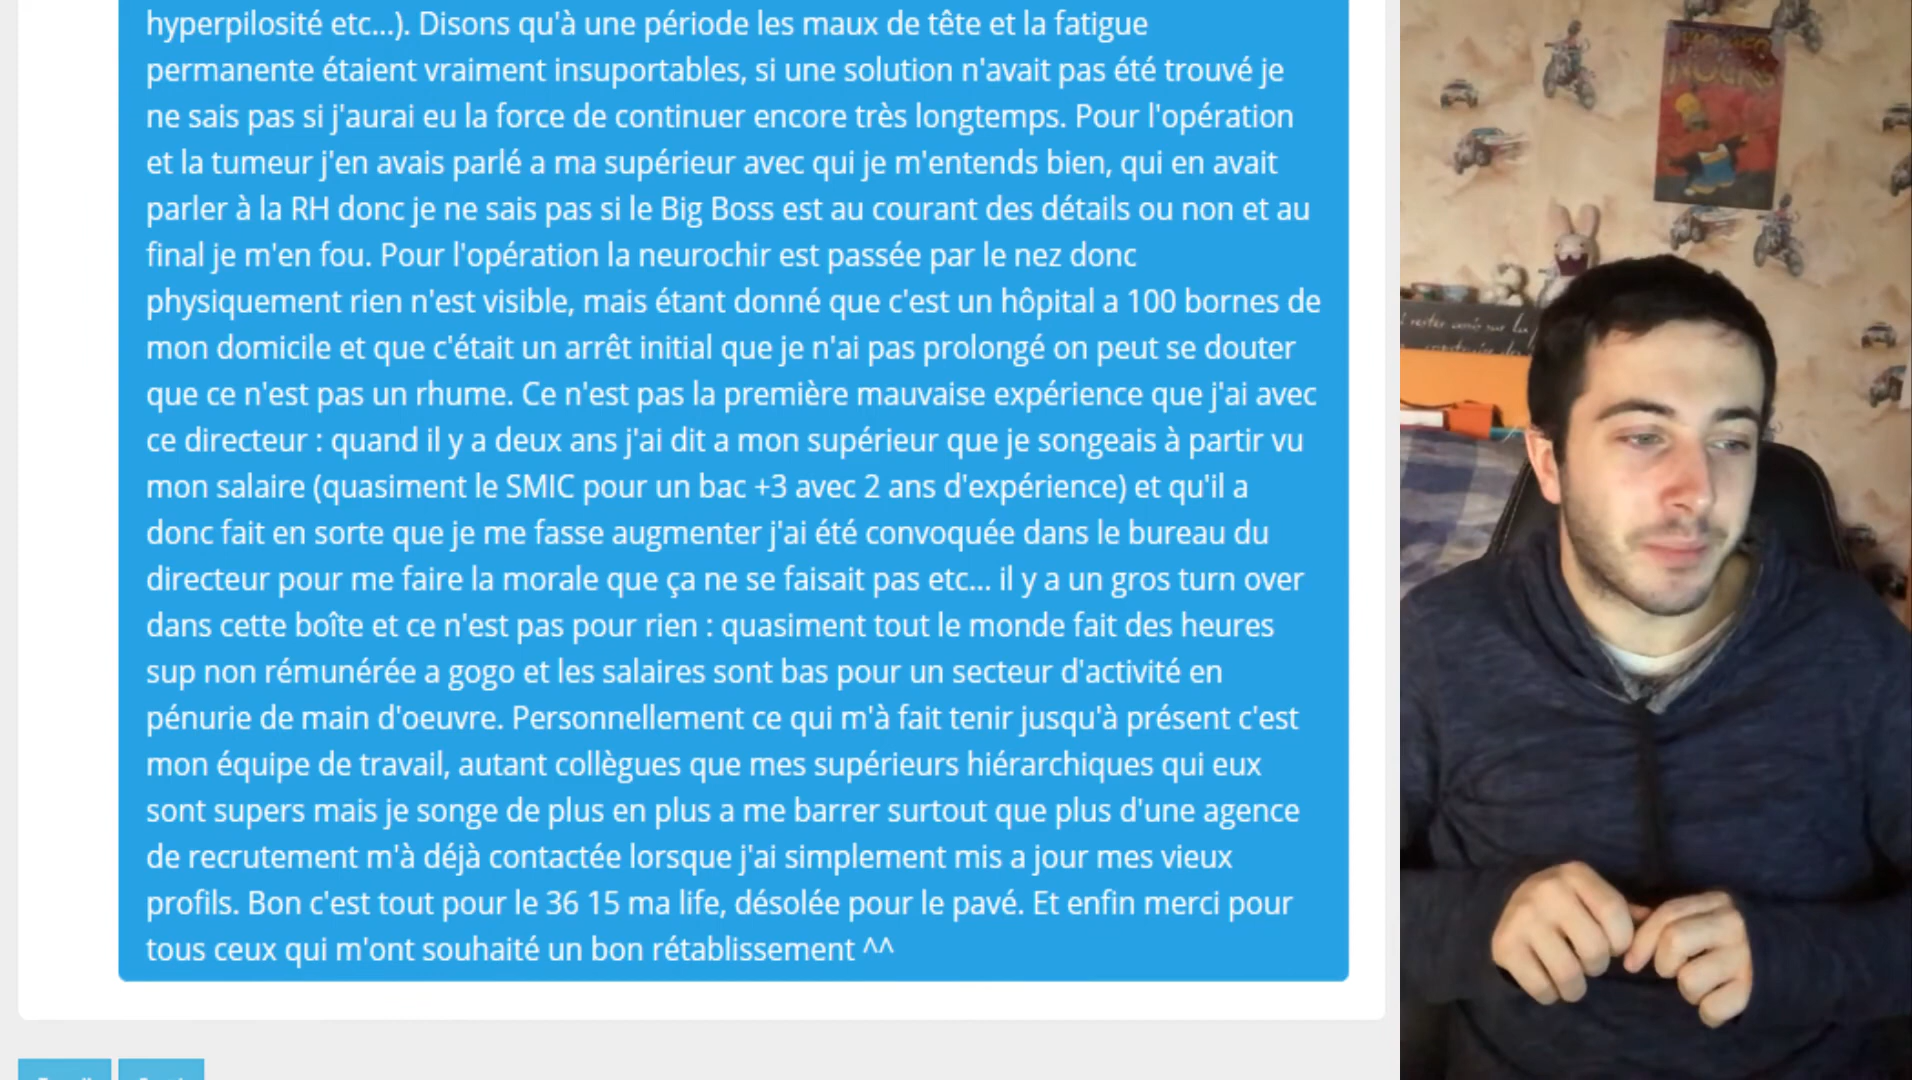 hyperpilosité etc...). Disons qu'à une période les maux de tête et la fatigue
permanente étaient vraiment insuportables, si une solution n'avait pas été trouvé je
ne sais pas si j'aurai eu la force de continuer encore très longtemps. Pour l'opération
et la tumeur j'en avais parlé a ma supérieur avec qui je m'entends bien, qui en avait
parler à la RH donc je ne sais pas si le Big Boss est au courant des détails ou non et au
final je m'en fou. Pour l'opération la neurochir est passée par le nez donc
physiquement rien n'est visible, mais étant donné que c'est un hôpital a 100 bornes de
mon domicile et que c'était un arrêt initial que je n'ai pas prolongé on peut se douter
que ce n'est pas un rhume. Ce n'est pas la première mauvaise expérience que j'ai avec
ce directeur : quand il y a deux ans j'ai dit a mon supérieur que je songeais à partir vu
mon salaire (quasiment le SMIC pour un bac +3 avec 2 ans d'expérience) et qu'il a
donc fait en sorte que je me fasse augmenter j'ai été convoquée dans le bureau du
directeur pour me faire la morale que ça ne se faisait pas etc... il y a un gros turn over
dans cette boîte et ce n'est pas pour rien : quasiment tout le monde fait des heures
sup non rémunérée a gogo et les salaires sont bas pour un secteur d'activité en
pénurie de main d'oeuvre. Personnellement ce qui m'à fait tenir jusqu'à présent c'est
mon équipe de travail, autant collègues que mes supérieurs hiérarchiques qui eux
sont supers mais je songe de plus en plus a me barrer surtout que plus d'une agence
de recrutement m'à déjà contactée lorsque j'ai simplement mis a jour mes vieux
profils. Bon c'est tout pour le 36 15 ma life, désolée pour le pavé. Et enfin merci pour
tous ceux qui m'ont souhaité un bon rétablissement ^^
rester amis sur la